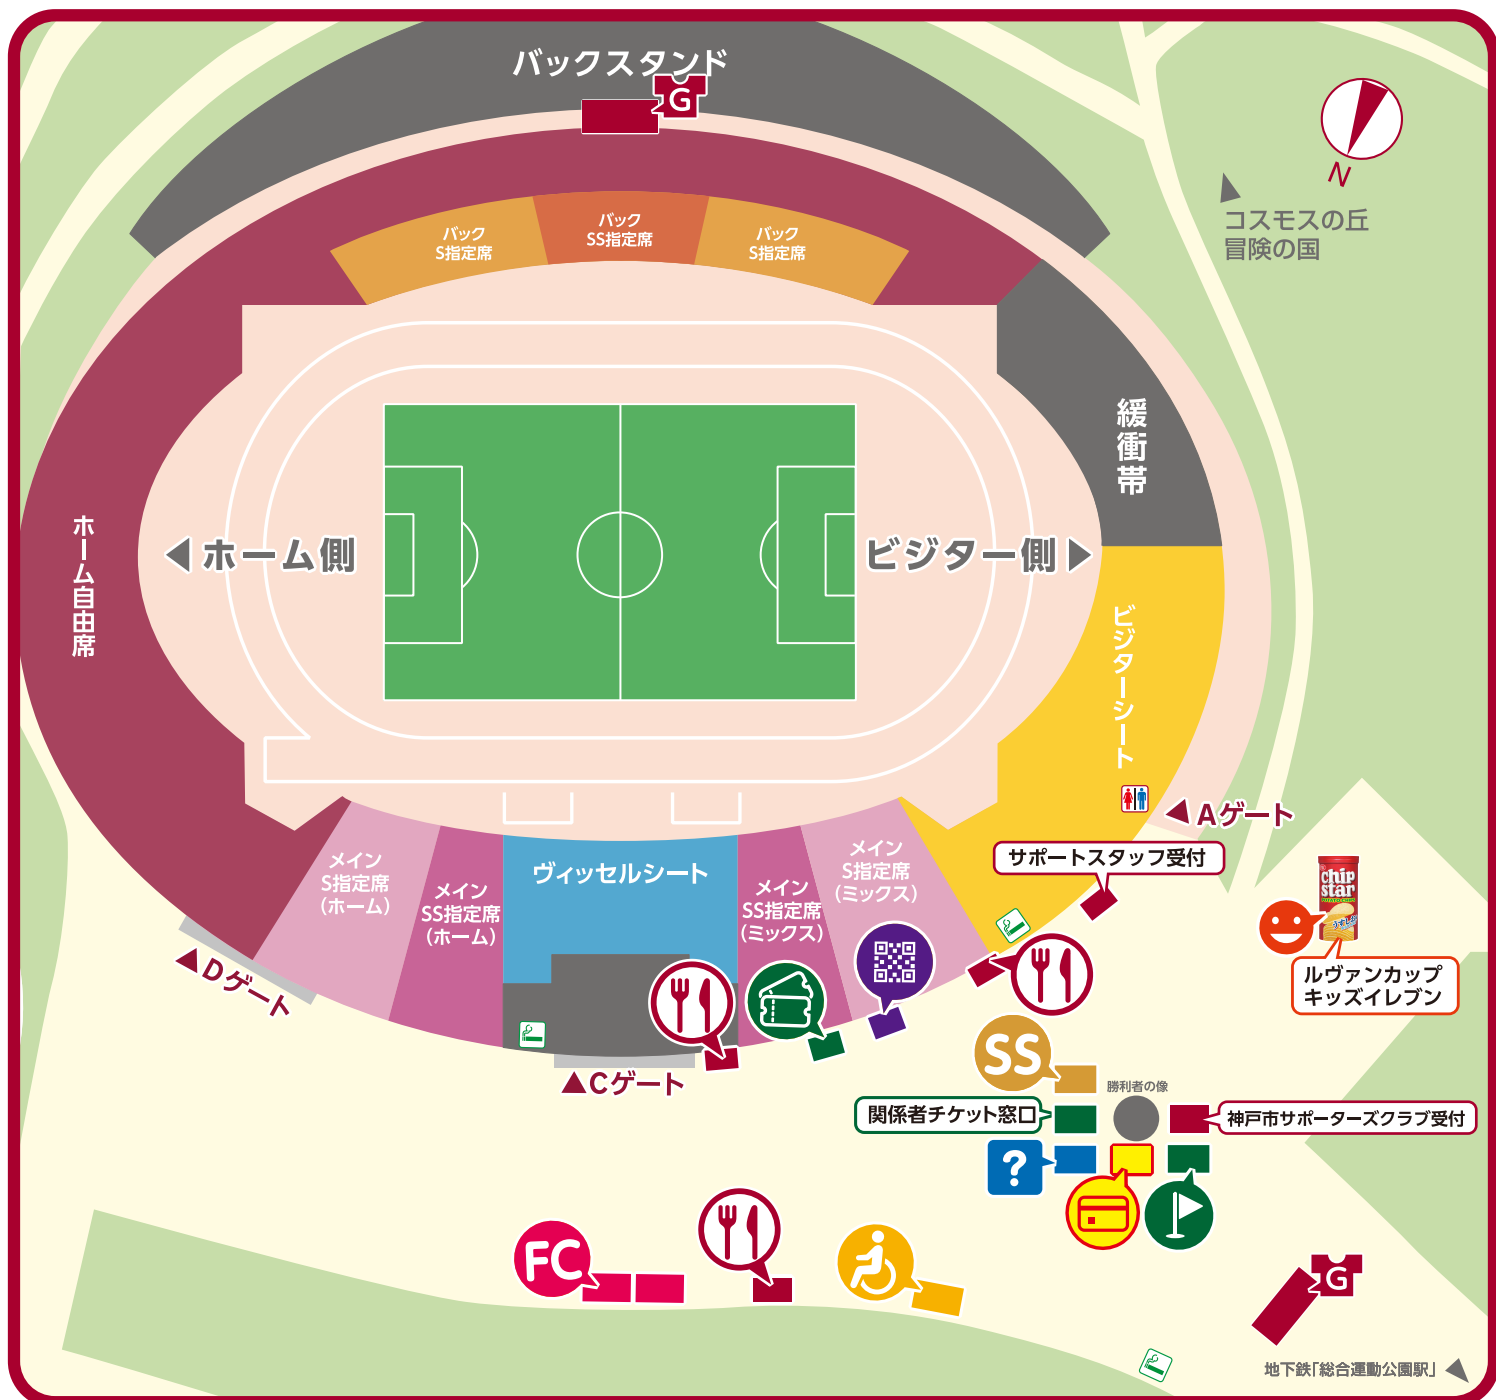 バックスタンド
G
N
コスモスの丘
冒険の国
バック
S指定席
バック
SS指定席
バック
S指定席
緩衝帯
ホーム自由席
ホーム側
ビジター側
ビジターシート
Aゲート
サポートスタッフ受付
メイン
S指定席
(ホーム)
メイン
SS指定席
(ホーム)
ヴィッセルシート
メイン
SS指定席
(ミックス)
メイン
S指定席
(ミックス)
chip
star
POTATO CHIPS
うすしお
ルヴァンカップ
キッズイレブン
Dゲート
Cゲート
SS
勝利者の像
関係者チケット窓口
神戸市サポーターズクラブ受付
?
FC
G
地下鉄「総合運動公園駅」